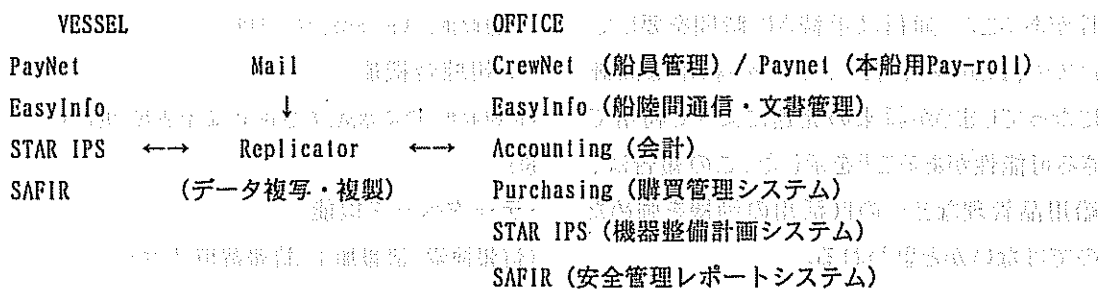 VESSEL OFFICE
PayNet Mail CrewNet (船員管理) / Paynet (本船用Pay-roll)
EasyInfo ↓ EasyInfo (船陸間通信・文書管理)
STAR IPS ←→ Replicator ←→ Accounting (会計)
SAFIR (データ複写・複製) Purchasing (購買管理システム)
STAR IPS (機器整備計画システム)
SAFIR (安全管理レポートシステム)